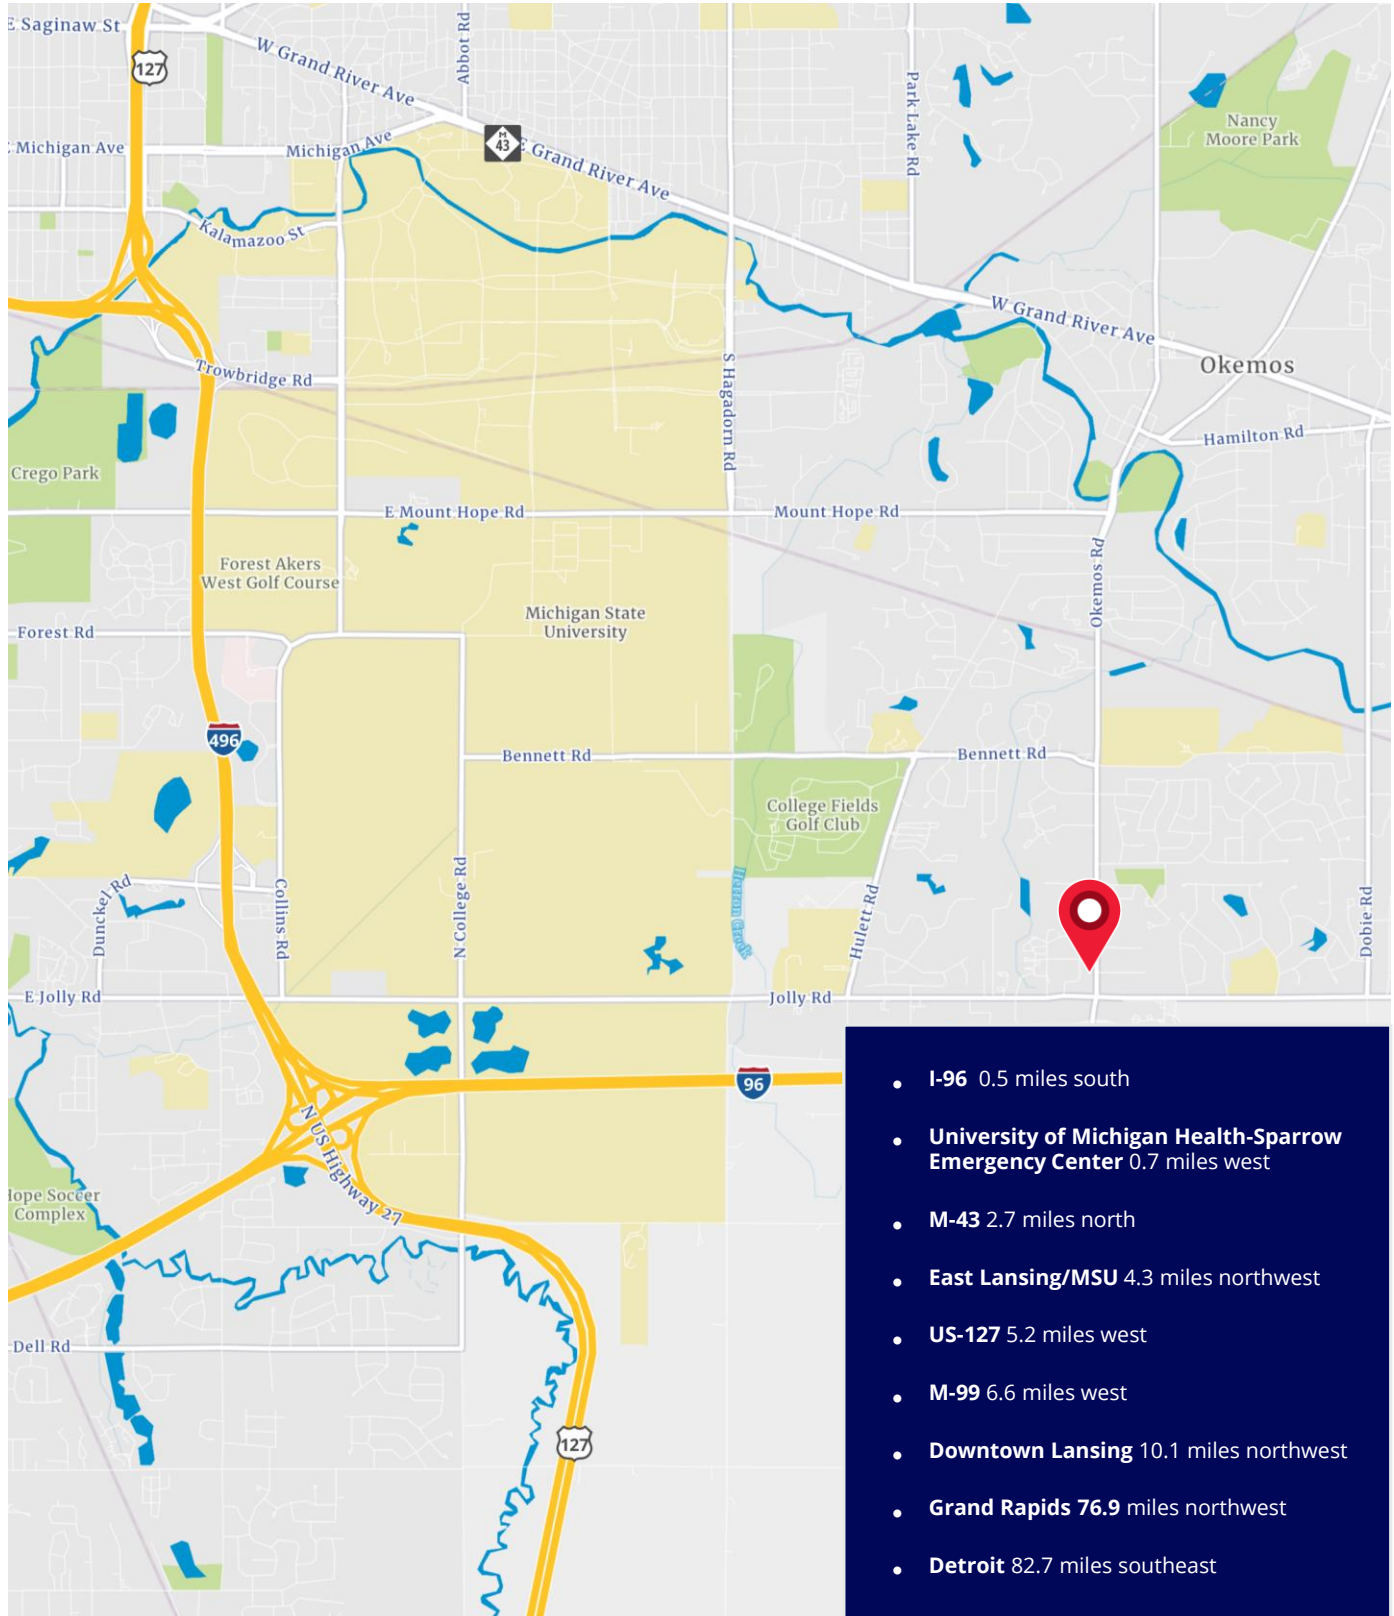 E Saginaw St
127
W Grand River Ave
Abbot Rd
Park Lake Rd
Nancy
Moore Park
E Michigan Ave
Michigan Ave
M
43
E Grand River Ave
Kalamazoo St
W Grand River Ave
Okemos
Trowbridge Rd
S Hagadorn Rd
Hamilton Rd
Crego Park
E Mount Hope Rd
Mount Hope Rd
Okemos Rd
Forest Akers
West Golf Course
Michigan State
University
Forest Rd
496
Bennett Rd
Bennett Rd
College Fields
Golf Club
Dunckel Rd
Collins Rd
N College Rd
Herron Creek
Hulett Rd
Dobie Rd
E Jolly Rd
Jolly Rd
96
N US Highway 27
Hope Soccer
Complex
Dell Rd
127
• I-96 0.5 miles south
• University of Michigan Health-Sparrow
Emergency Center 0.7 miles west
• M-43 2.7 miles north
• East Lansing/MSU 4.3 miles northwest
• US-127 5.2 miles west
• M-99 6.6 miles west
• Downtown Lansing 10.1 miles northwest
• Grand Rapids 76.9 miles northwest
• Detroit 82.7 miles southeast